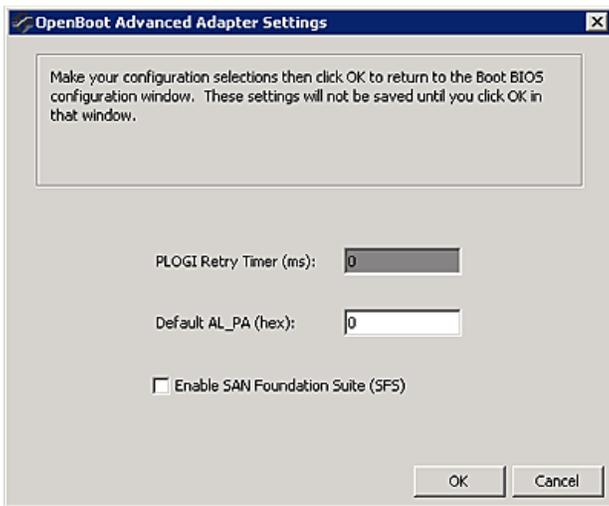 OpenBoot Advanced Adapter Settings
Make your configuration selections then click OK to return to the Boot BIOS
configuration window. These settings will not be saved until you click OK in
that window.
PLOGI Retry Timer (ms): 0
Default AL_PA (hex): 0
Enable SAN Foundation Suite (SFS)
OK Cancel